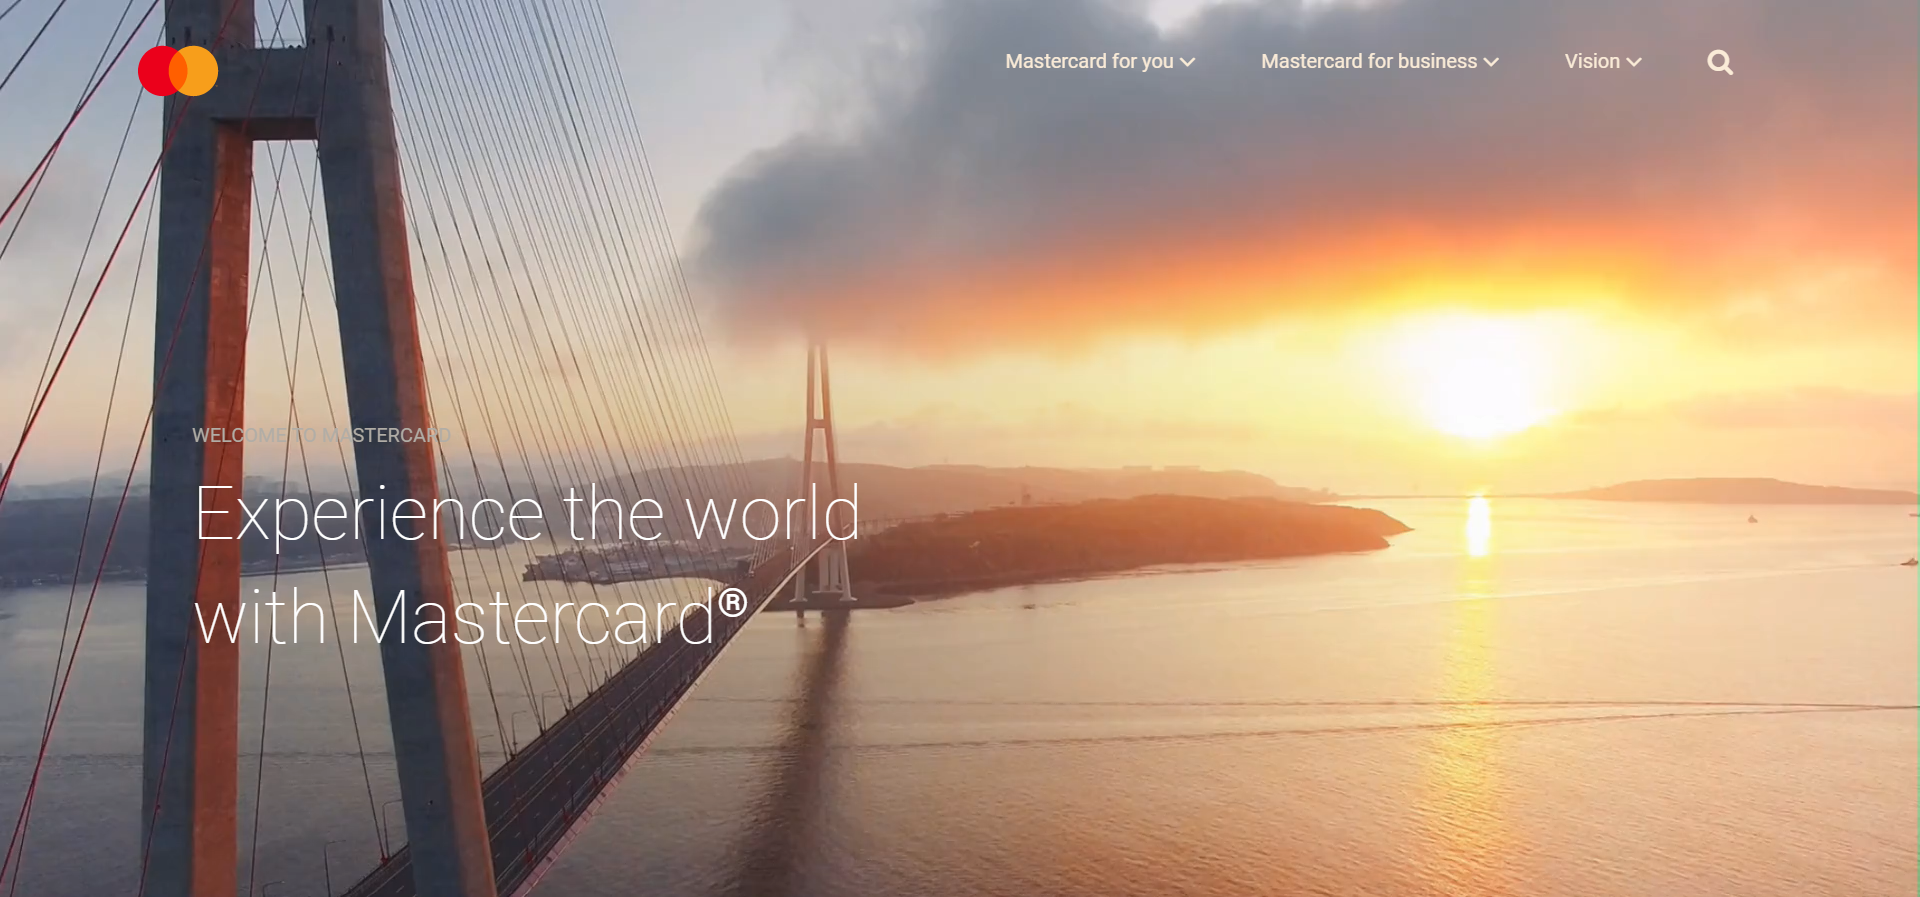 Mastercard for you
Mastercard for business
Vision
WELCOME TO MASTERCARD
Experience the world
with Mastercard®